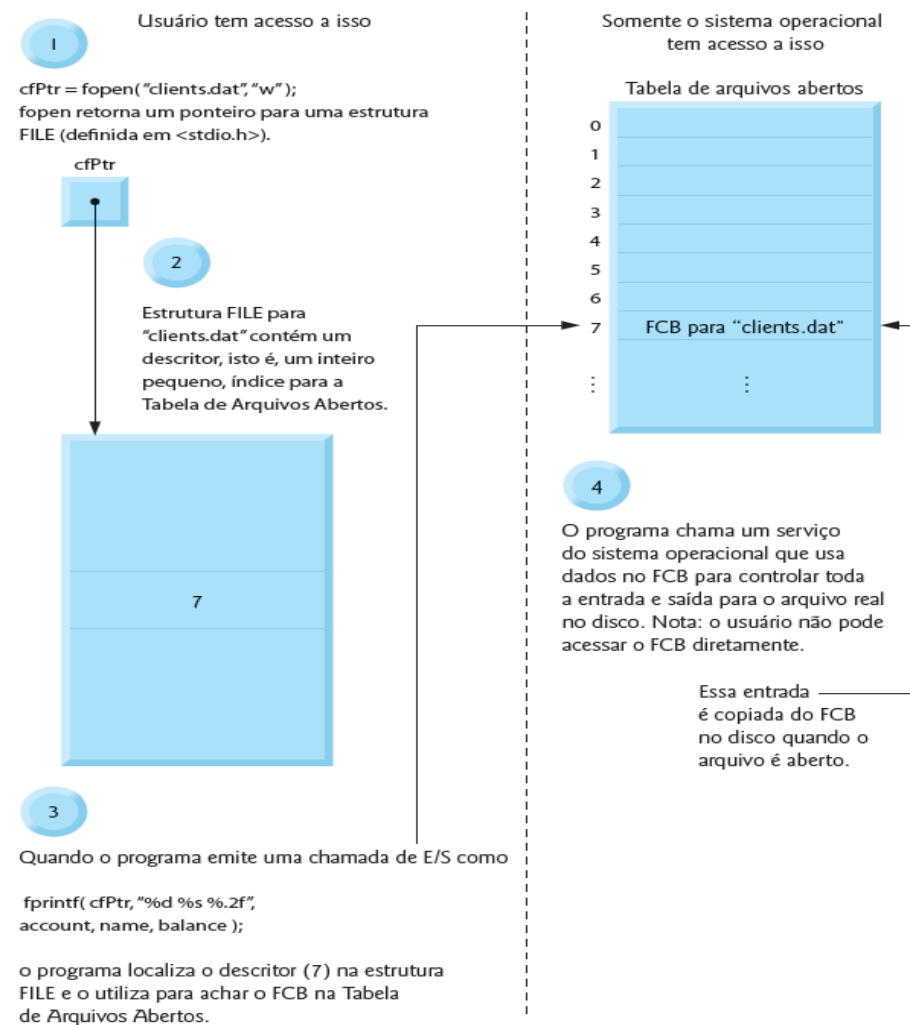 Usuário tem acesso a isso
1
cfPtr = fopen( “clients.dat”, “w” );
fopen retorna um ponteiro para uma estrutura
FILE (definida em <stdio.h>).
cfPtr
2
Estrutura FILE para
“clients.dat” contém um
descritor, isto é, um inteiro
pequeno, índice para a
Tabela de Arquivos Abertos.
7
3
Quando o programa emite uma chamada de E/S como
fprintf( cfPtr, “%d %s %.2f”,
account, name, balance );
o programa localiza o descritor (7) na estrutura
FILE e o utiliza para achar o FCB na Tabela
de Arquivos Abertos.
Somente o sistema operacional
tem acesso a isso
Tabela de arquivos abertos
0
1
2
3
4
5
6
7 FCB para “clients.dat”
⋮ ⋮
4
O programa chama um serviço
do sistema operacional que usa
dados no FCB para controlar toda
a entrada e saída para o arquivo real
no disco. Nota: o usuário não pode
acessar o FCB diretamente.
Essa entrada
é copiada do FCB
no disco quando o
arquivo é aberto.